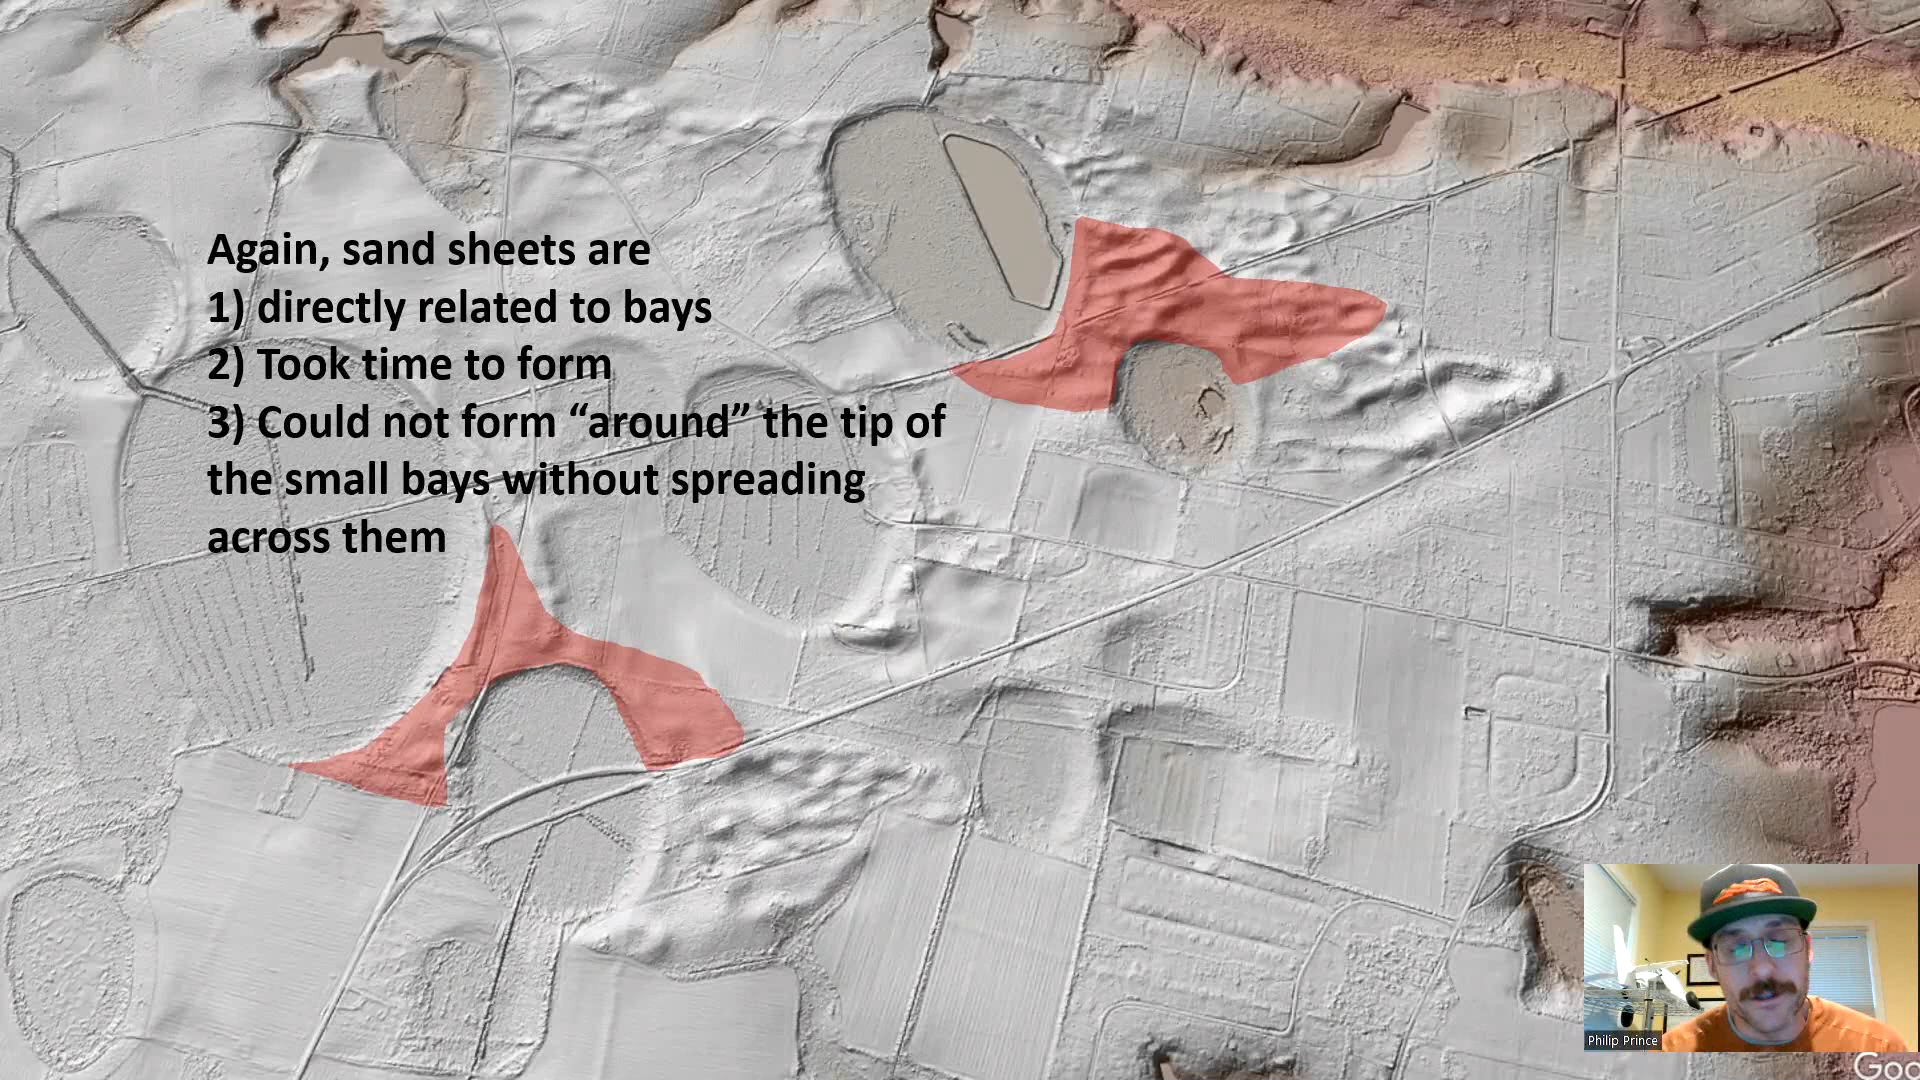 Again, sand sheets are
1) directly related to bays
2) Took time to form
3) Could not form “around” the tip of
the small bays without spreading
across them
Philip Prince
Goo